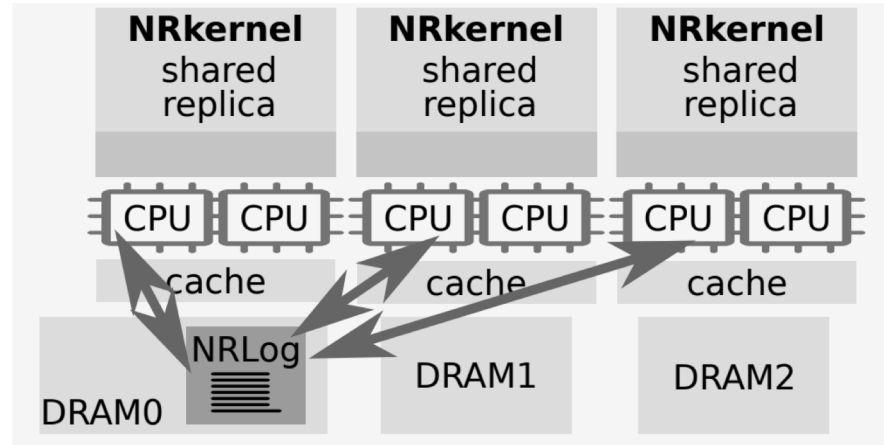 NRkernel NRkernel NRkernel
shared shared shared
replica replica replica
CPU CPU CPU CPU CPU CPU
cache cache cache
NRLog
DRAM0 DRAM1 DRAM2